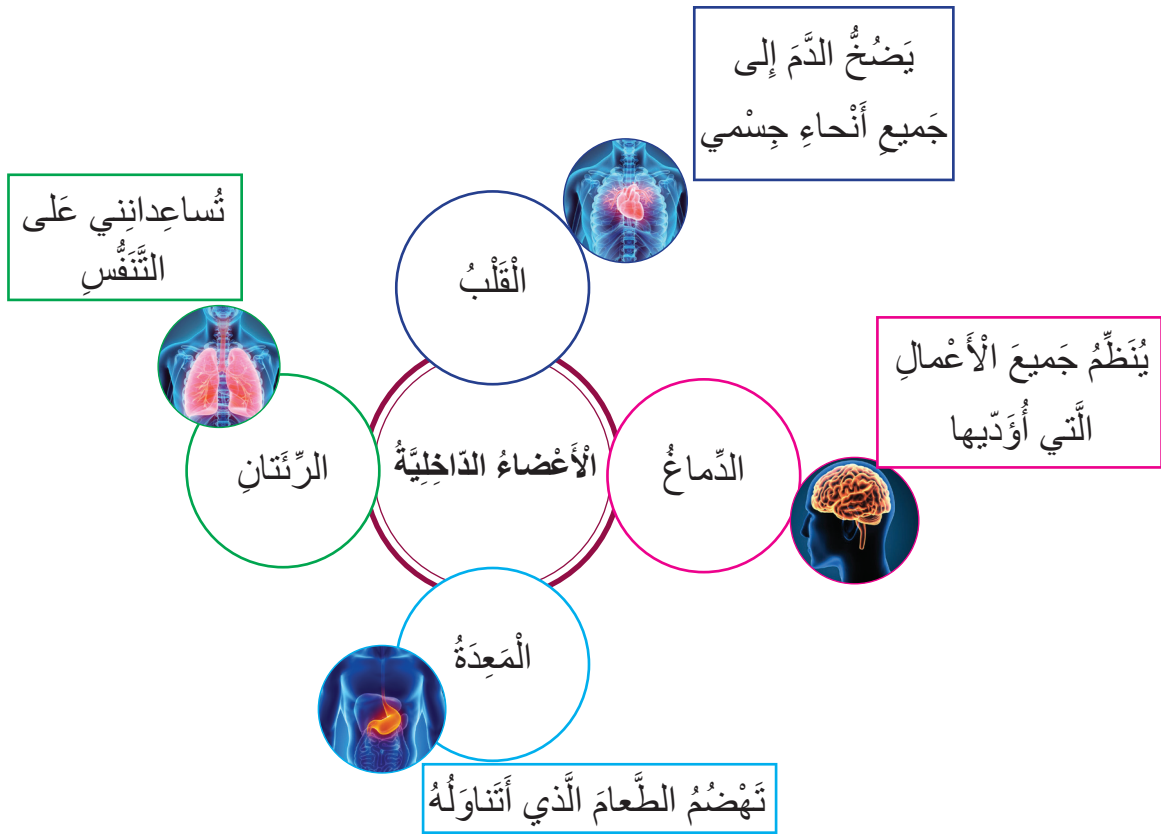 يَضُخُّ الدَّمَ إِلى
جَميعِ أَنْحاءِ جِسْمي
الْقَلْبُ
تُساعِدانِني عَلى
التَّنَفُّسِ
يُنَظِّمُ جَميعَ الْأَعْمالِ
الَّتي أُؤَدّيها
الدِّماغُ
الْأَعْضاءُ الدّاخِلِيَّةُ
الرِّئَتانِ
الْمَعِدَةُ
تَهْضُمُ الطَّعامَ الَّذي أَتَناوَلُهُ